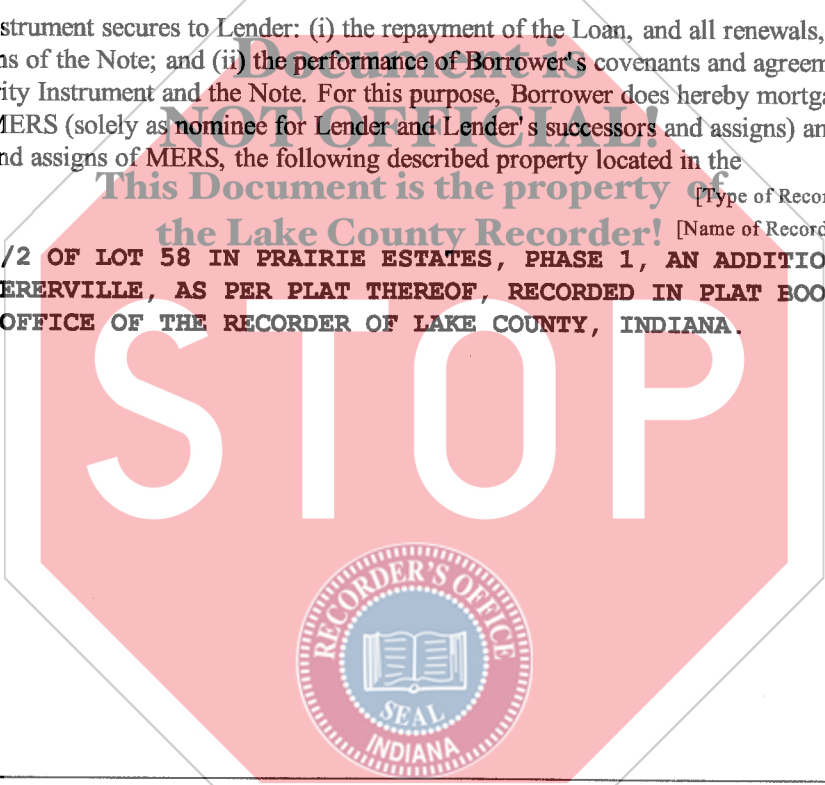 strument secures to Lender: (i) the repayment of the Loan, and all renewals,
ns of the Note; and (ii) the performance of Borrower's covenants and agreem
rity Instrument and the Note. For this purpose, Borrower does hereby mortga
MERS (solely as nominee for Lender and Lender's successors and assigns) an
nd assigns of MERS, the following described property located in the
[Type of Recor
[Name of Record
/2 OF LOT 58 IN PRAIRIE ESTATES, PHASE 1, AN ADDITIO
ERERVILLE, AS PER PLAT THEREOF, RECORDED IN PLAT BOO
OFFICE OF THE RECORDER OF LAKE COUNTY, INDIANA.
Document is
NOT OFFICIAL!
This Document is the property of
the Lake County Recorder!
STOP
RECORDER'S OFFICE
SEAL
INDIANA